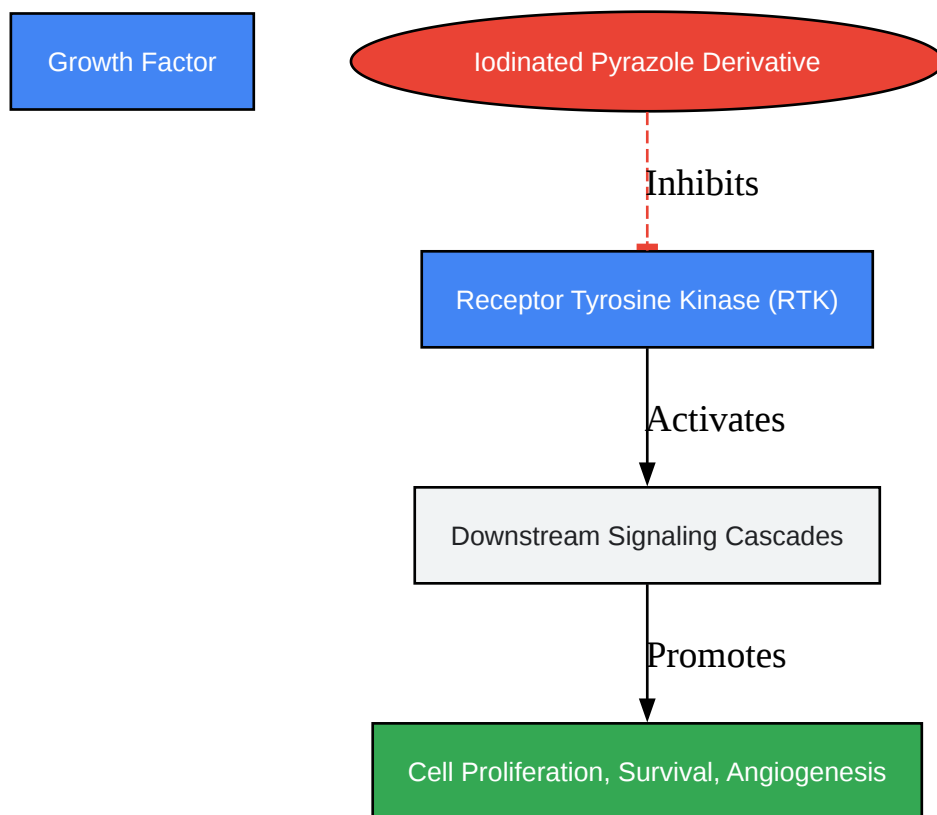 Growth Factor
Iodinated Pyrazole Derivative
Inhibits
Receptor Tyrosine Kinase (RTK)
Activates
Downstream Signaling Cascades
Promotes
Cell Proliferation, Survival, Angiogenesis